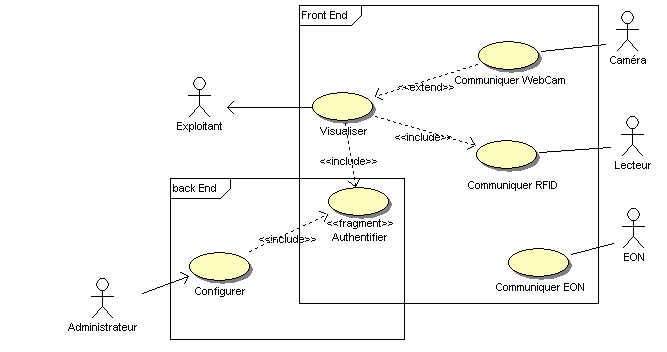 Front End
Caméra
Communiquer WebCam
<<extend>>
Exploitant
Visualiser
<<include>>
Lecteur
<<include>>
Communiquer RFID
back End
<<fragment>>
Authentifier
<<include>>
EON
Communiquer EON
Configurer
Administrateur